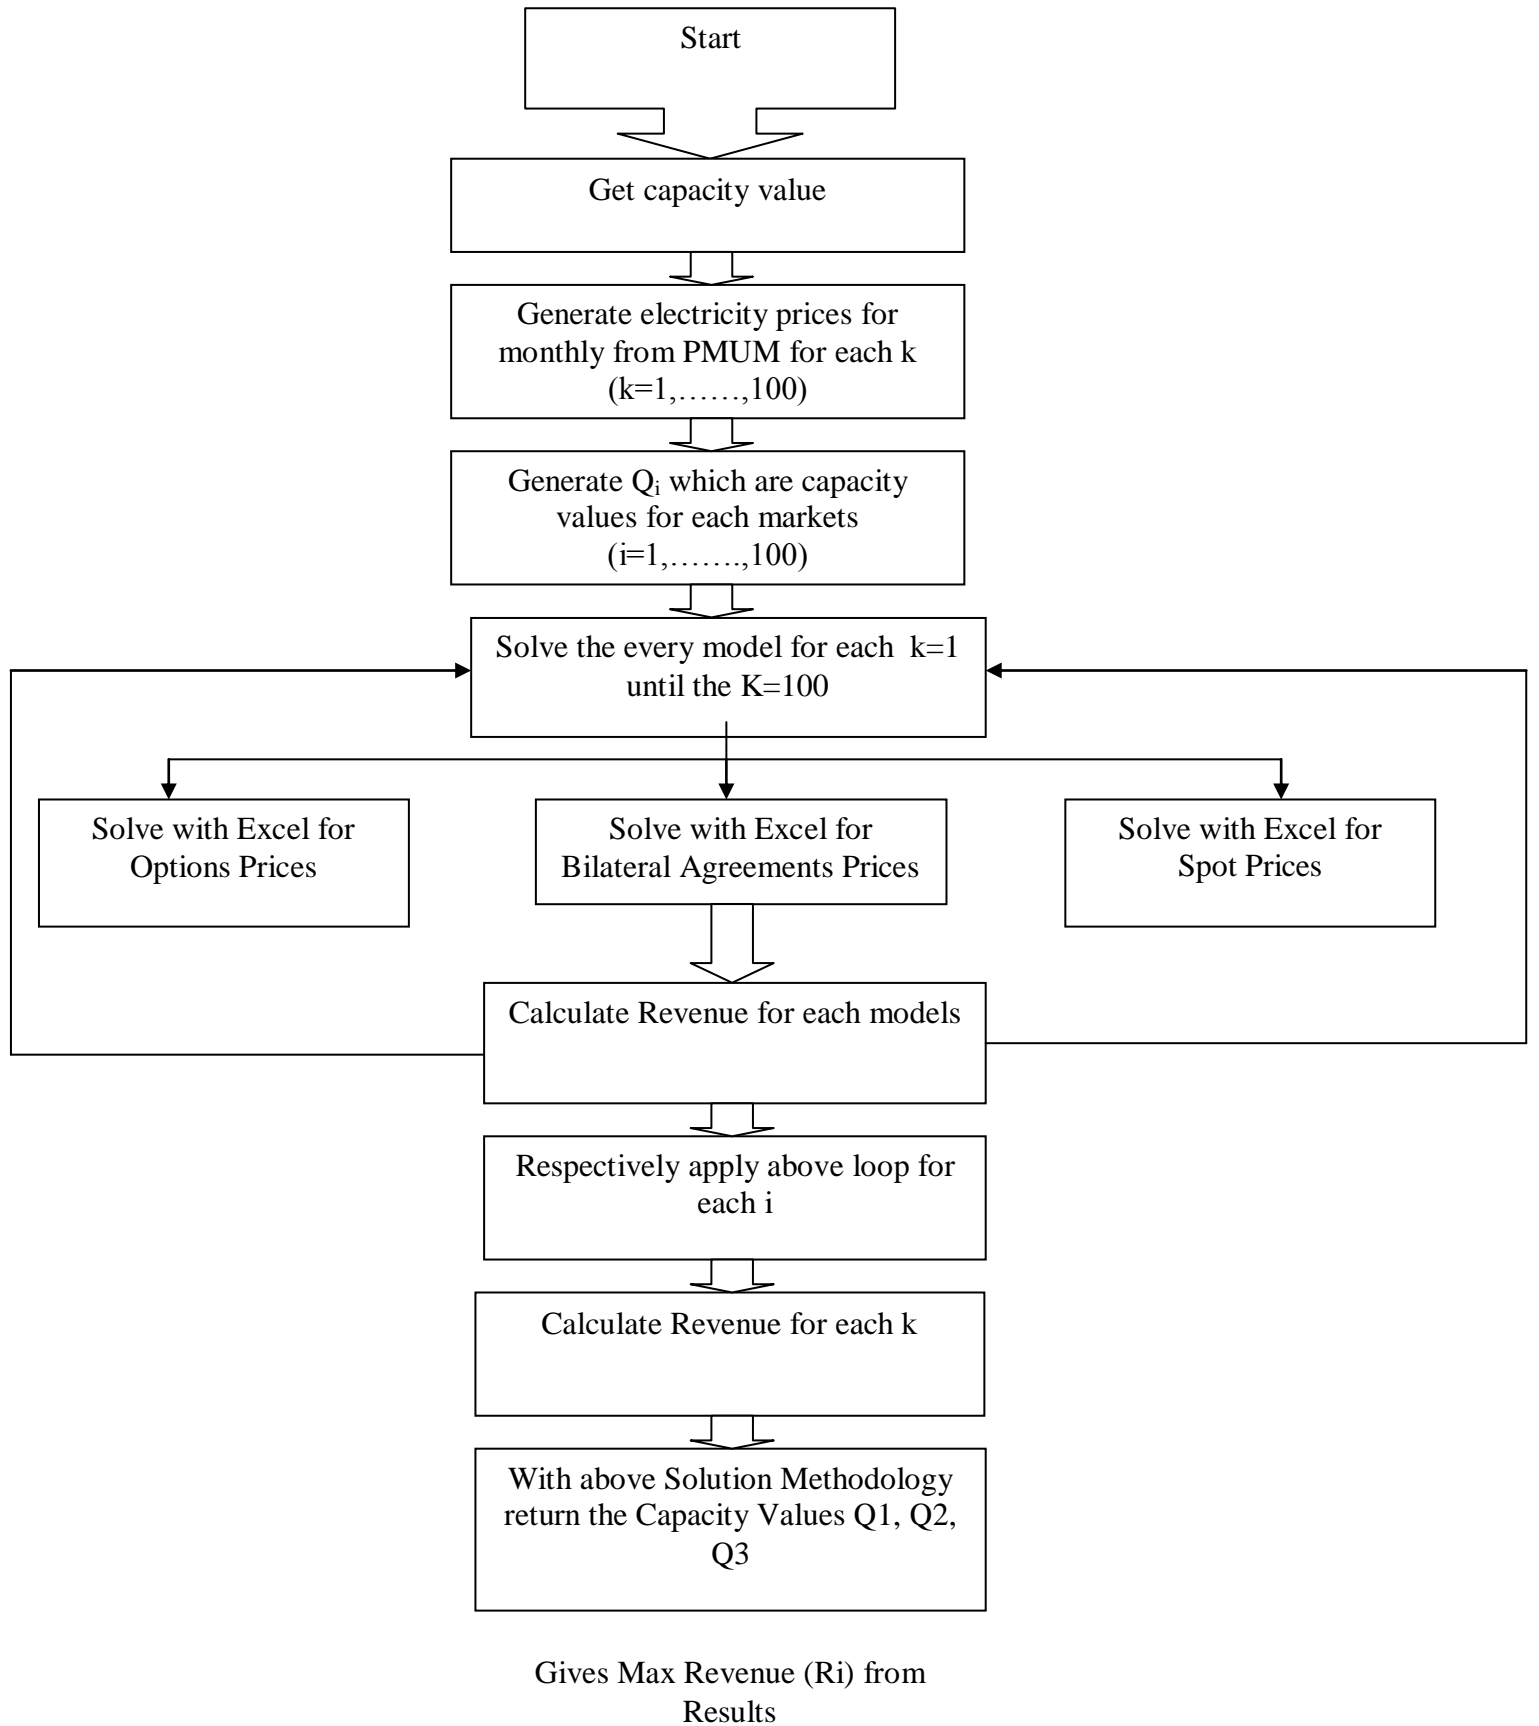 Start
Get capacity value
Generate electricity prices for
monthly from PMUM for each k
(k=1,……,100)
Generate Qi which are capacity
values for each markets
(i=1,…….,100)
Solve the every model for each  k=1
until the K=100
Solve with Excel for
Options Prices
Solve with Excel for
Bilateral Agreements Prices
Solve with Excel for
Spot Prices
Calculate Revenue for each models
Respectively apply above loop for
each i
Calculate Revenue for each k
With above Solution Methodology
return the Capacity Values Q1, Q2,
Q3
Gives Max Revenue (Ri) from
Results